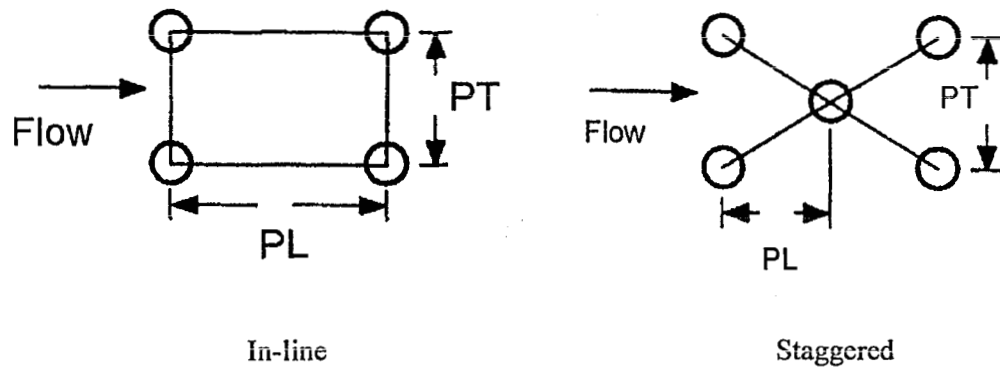 Flow
PT
PL
In-line
Flow
PT
PL
Staggered